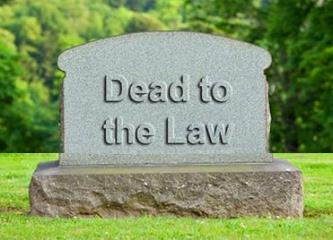 Dead to
the Law